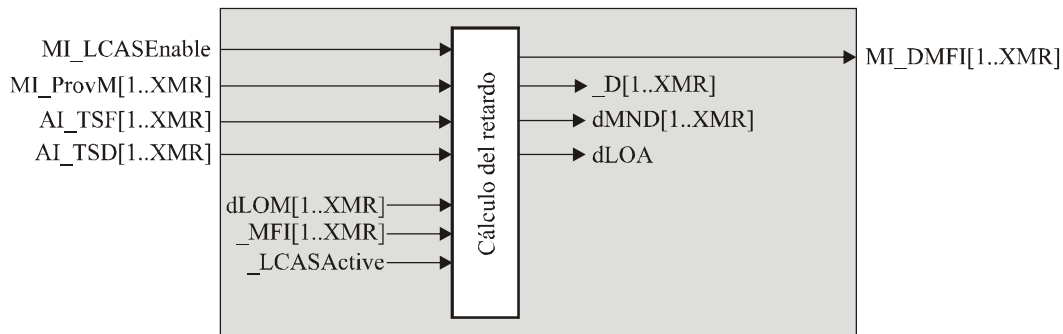 MI_LCASEnable
MI_ProvM[1..XMR]
AI_TSF[1..XMR]
AI_TSD[1..XMR]
dLOM[1..XMR]
_MFI[1..XMR]
_LCASActive
Cálculo del retardo
MI_DMFI[1..XMR]
_D[1..XMR]
dMND[1..XMR]
dLOA